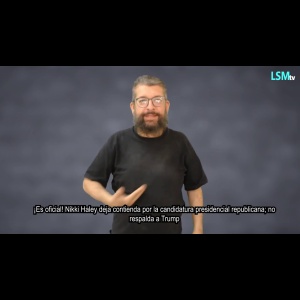 LSMtv
¡Es oficial! Nikki Haley deja contienda por la candidatura presidencial republicana; no
respalda a Trump